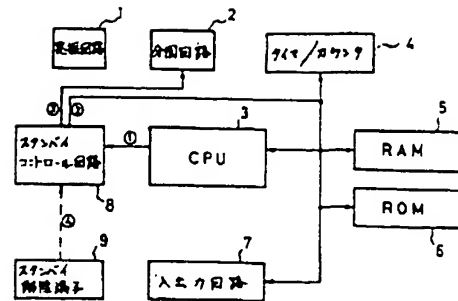 1
2
発振回路
分周回路
タイマ/カウンタ
4
②
③
3
5
スタンバイ
コントロール回路
①
CPU
RAM
8
ROM
④
6
9
7
スタンバイ
解除端子
入出力回路